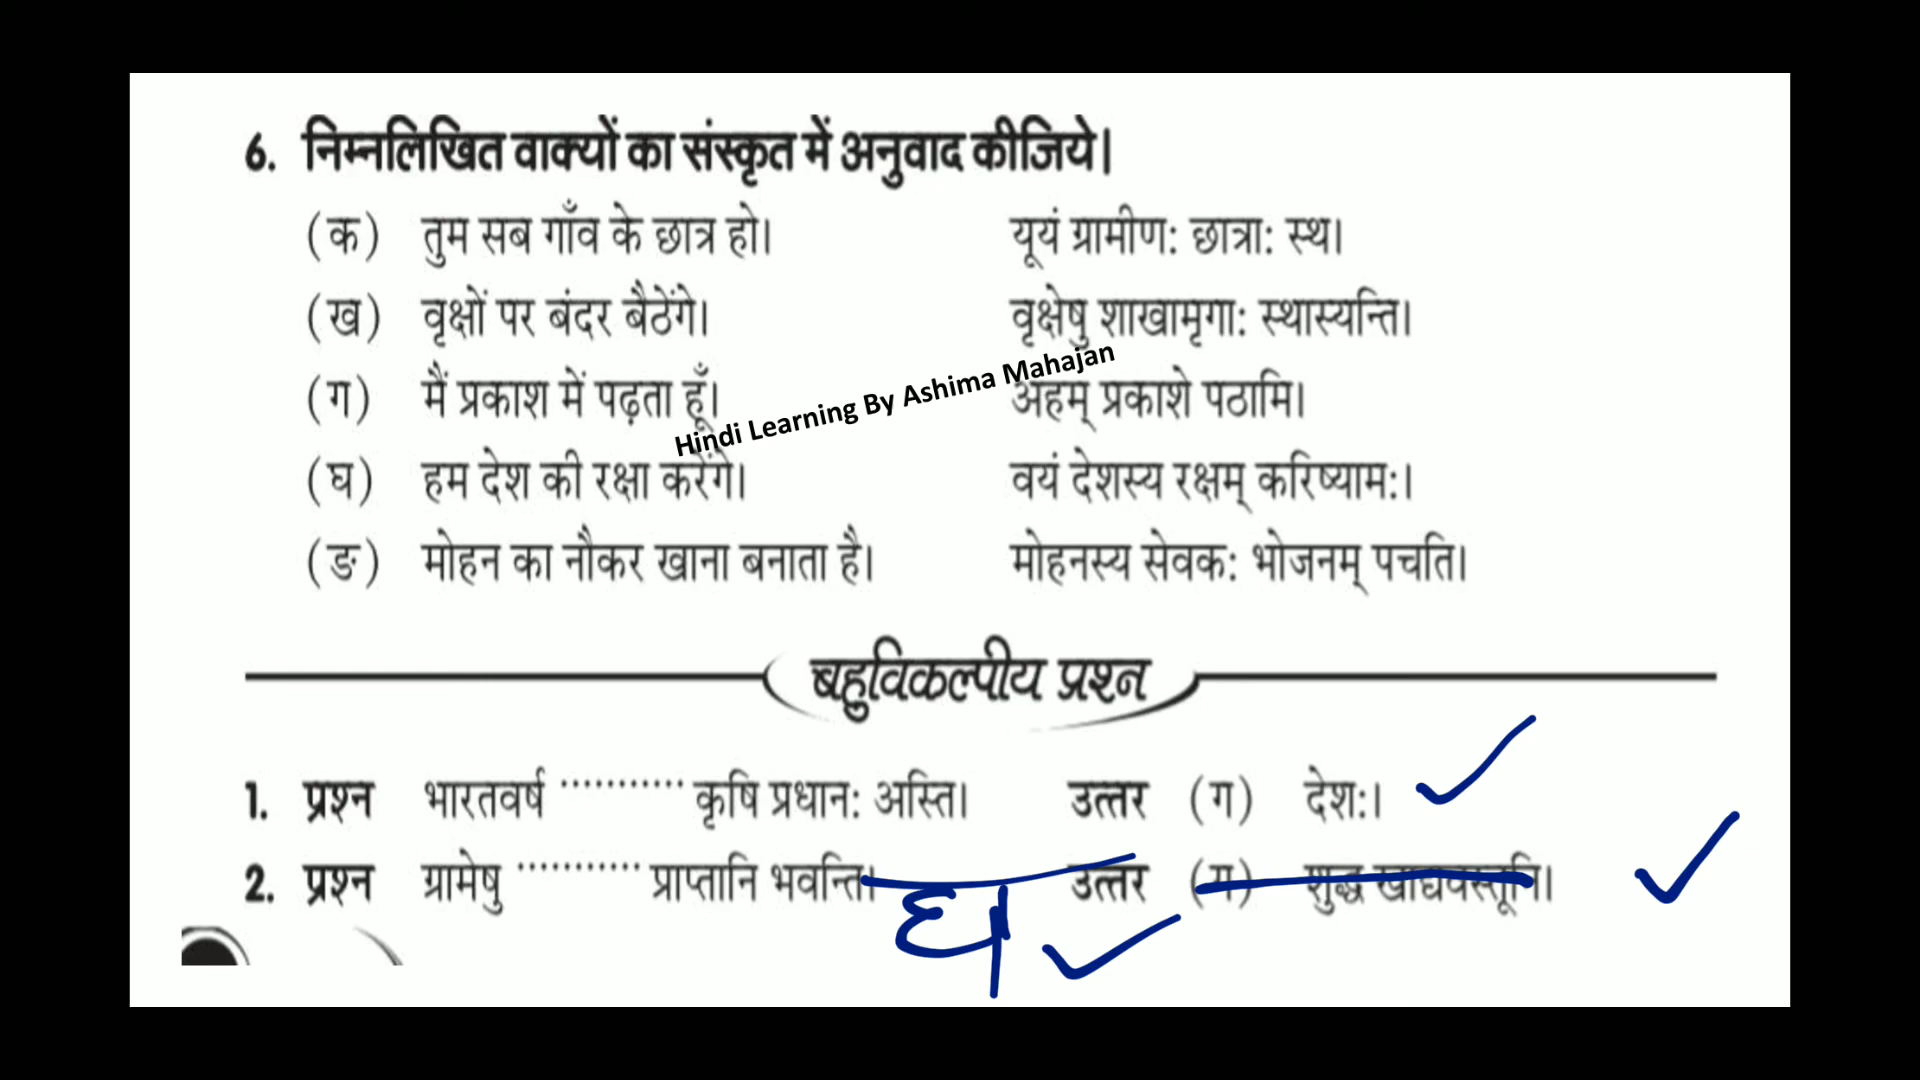 6. निम्नलिखित वाक्यों का संस्कृत में अनुवाद कीजिये।
(क) तुम सब गाँव के छात्र हो। यूयं ग्रामीण: छात्रा: स्थ।
(ख) वृक्षों पर बंदर बैठेंगे। वृक्षेषु शाखामृगा: स्थास्यन्ति।
(ग) मैं प्रकाश में पढ़ता हूँ। अहम् प्रकाशे पठामि।
Hindi Learning By Ashima Mahajan
(घ) हम देश की रक्षा करेंगे। वयं देशस्य रक्षम् करिष्याम:।
(ङ) मोहन का नौकर खाना बनाता है। मोहनस्य सेवक: भोजनम् पचति।
बहुविकल्पीय प्रश्न
1. प्रश्न भारतवर्ष ........... कृषि प्रधान: अस्ति। उत्तर (ग) देश:।
2. प्रश्न ग्रामेषु ........... प्राप्तानि भवन्ति। उत्तर (ग) शुद्ध खाद्यवस्तूनि।
घ